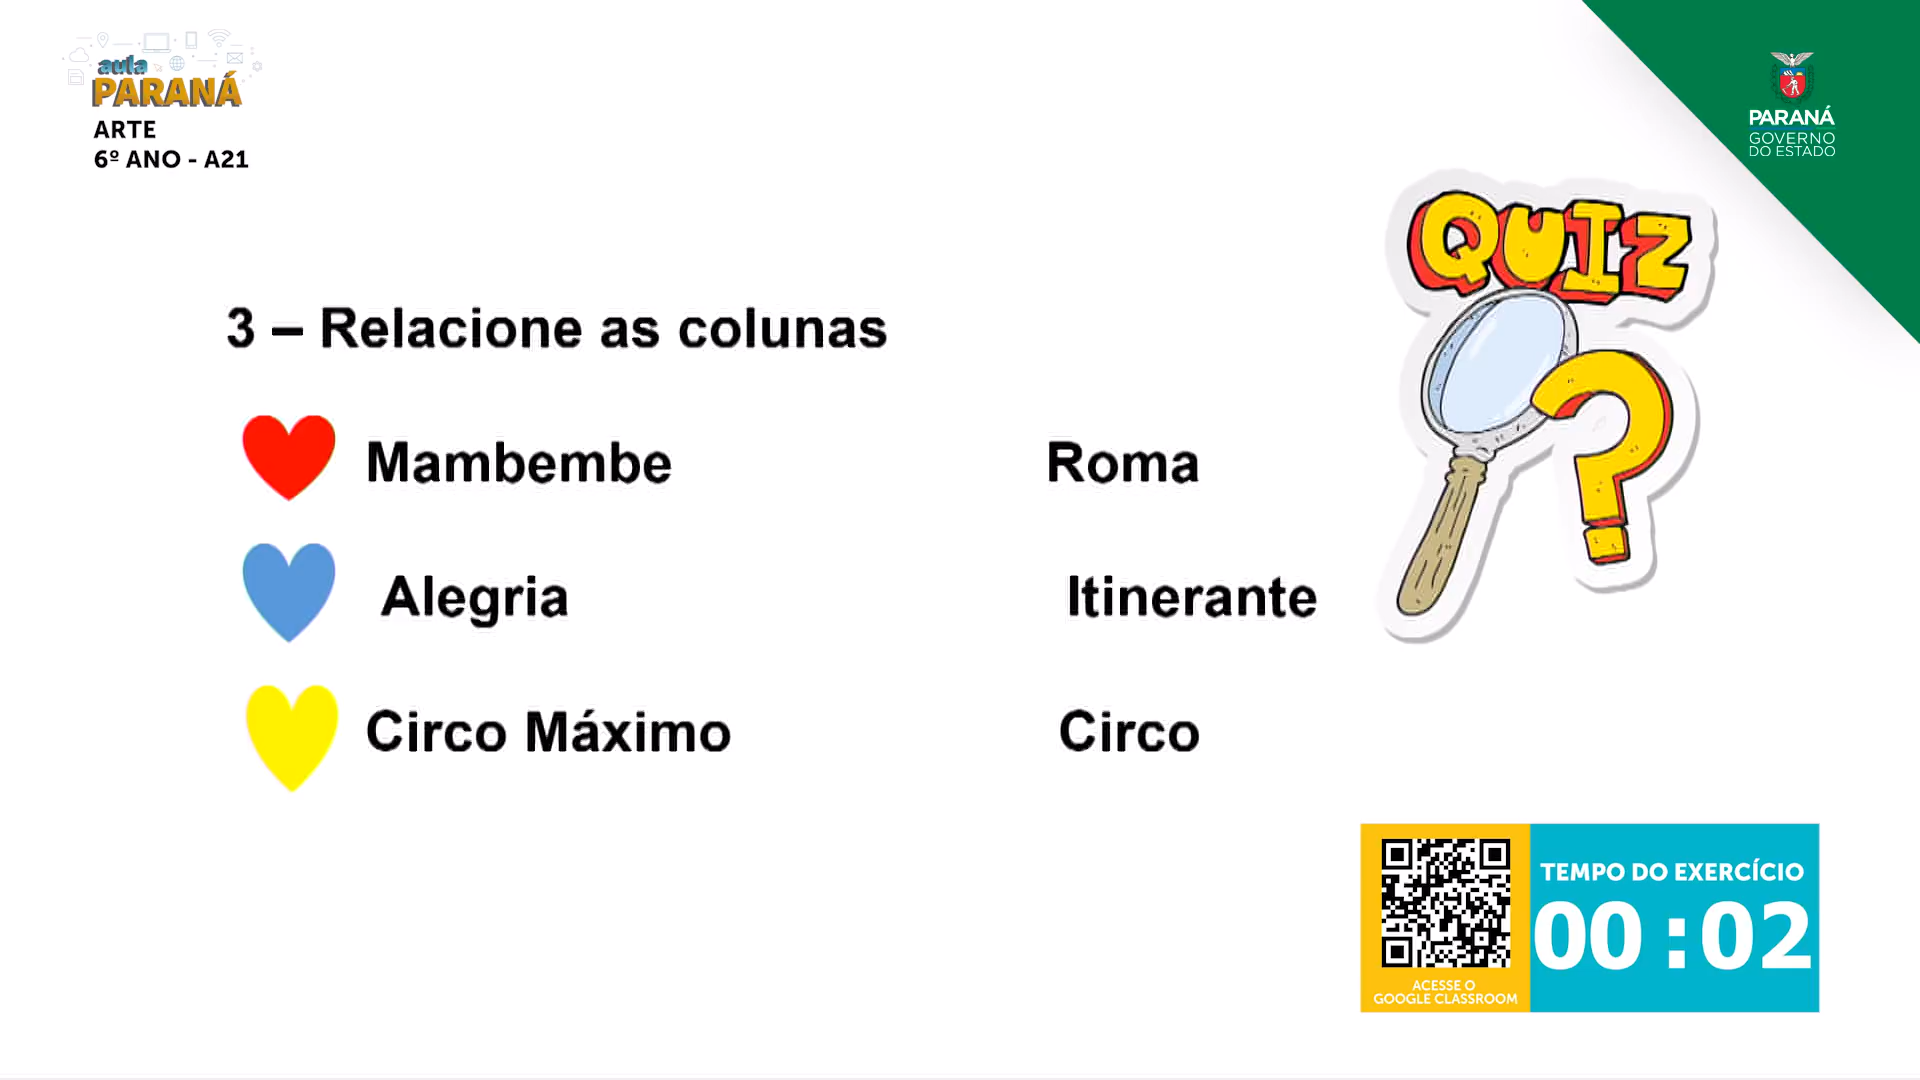 aula
PARANÁ
ARTE
6º ANO - A21
PARANÁ
GOVERNO
DO ESTADO
QUIZ
?
3 – Relacione as colunas
Mambembe Roma
Alegria Itinerante
Circo Máximo Circo
TEMPO DO EXERCÍCIO
00 : 02
ACESSE O
GOOGLE CLASSROOM